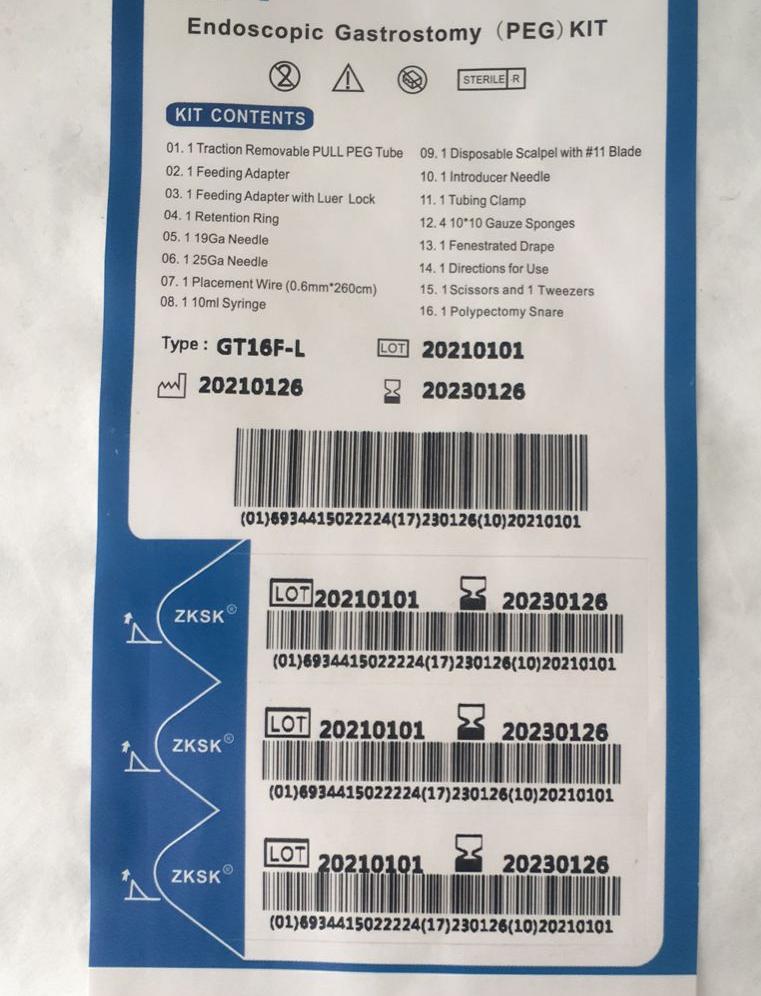 Endoscopic Gastrostomy (PEG) KIT
STERILE R
KIT CONTENTS
01. 1 Traction Removable PULL PEG Tube
02. 1 Feeding Adapter
03. 1 Feeding Adapter with Luer Lock
04. 1 Retention Ring
05. 1 19Ga Needle
06. 1 25Ga Needle
07. 1 Placement Wire (0.6mm*260cm)
08. 1 10ml Syringe
09. 1 Disposable Scalpel with #11 Blade
10. 1 Introducer Needle
11. 1 Tubing Clamp
12. 4 10*10 Gauze Sponges
13. 1 Fenestrated Drape
14. 1 Directions for Use
15. 1 Scissors and 1 Tweezers
16. 1 Polypectomy Snare
Type : GT16F-L
LOT 20210101
20210126
20230126
(01)6934415022224(17)230126(10)20210101
ZKSK®
LOT 20210101 20230126
(01)6934415022224(17)230126(10)20210101
ZKSK®
LOT 20210101 20230126
(01)6934415022224(17)230126(10)20210101
ZKSK®
LOT 20210101 20230126
(01)6934415022224(17)230126(10)20210101